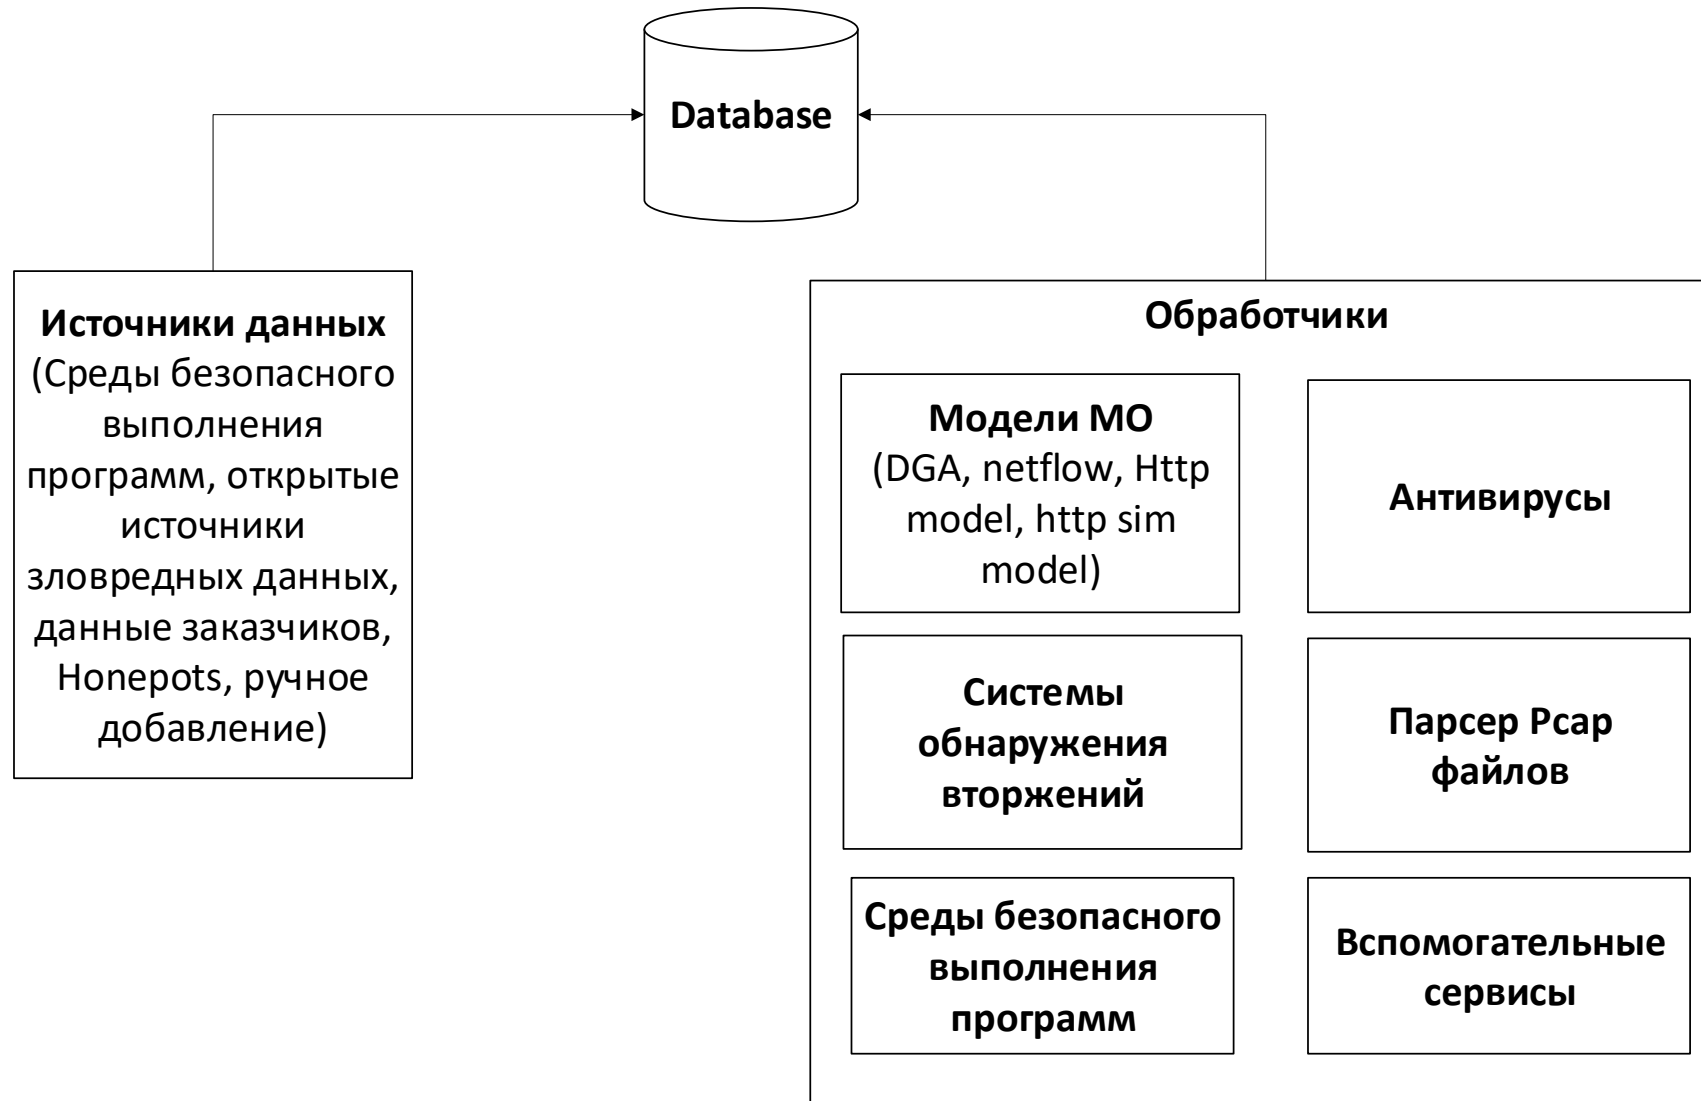 Database
Источники данных
(Среды безопасного
выполнения
программ, открытые
источники
зловредных данных,
данные заказчиков,
Honepots, ручное
добавление)
Обработчики
Модели МО
(DGA, netflow, Http
model, http sim
model)
Антивирусы
Системы
обнаружения
вторжений
Парсер Pcap
файлов
Среды безопасного
выполнения
программ
Вспомогательные
сервисы